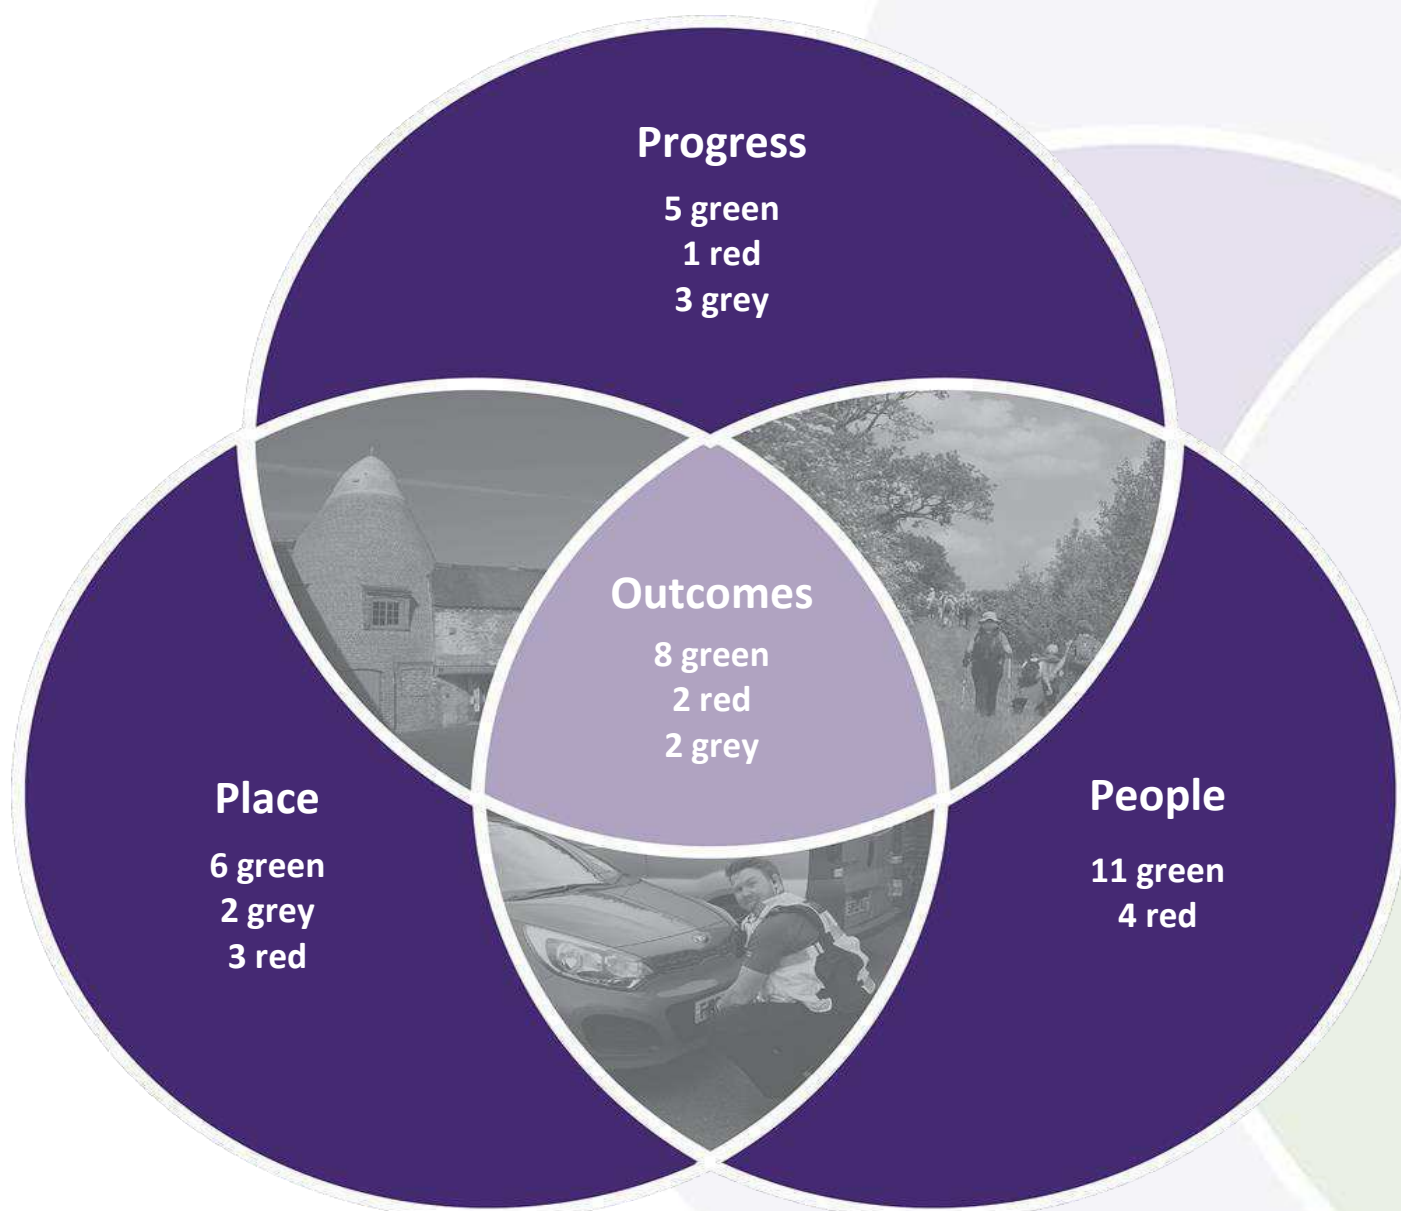 Progress
5 green
1 red
3 grey
Outcomes
8 green
2 red
2 grey
Place
6 green
2 grey
3 red
People
11 green
4 red